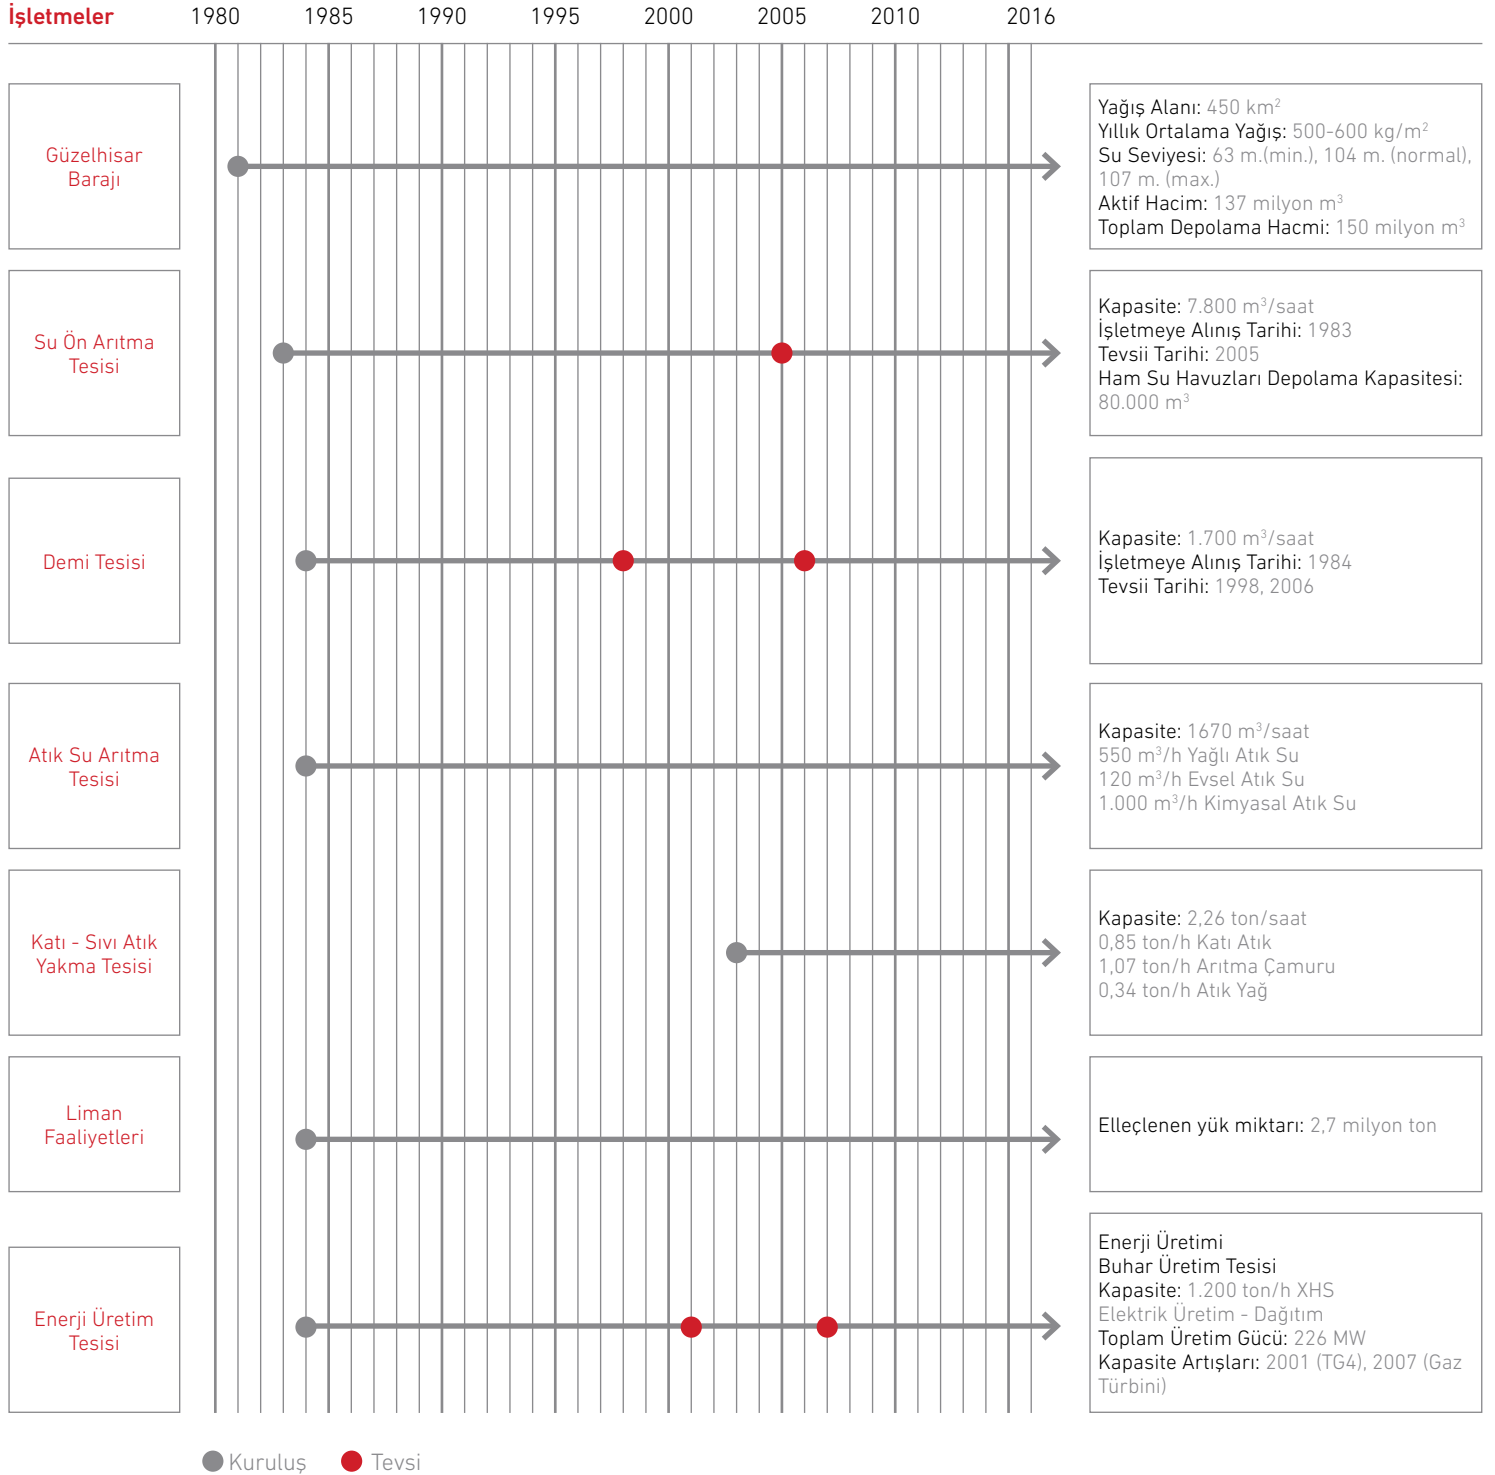 İşletmeler 1980 1985 1990 1995 2000 2005 2010 2016
Güzelhisar
Barajı
Yağış Alanı: 450 km²
Yıllık Ortalama Yağış: 500-600 kg/m²
Su Seviyesi: 63 m.(min.), 104 m. (normal),
107 m. (max.)
Aktif Hacim: 137 milyon m³
Toplam Depolama Hacmi: 150 milyon m³
Su Ön Arıtma
Tesisi
Kapasite: 7.800 m³/saat
İşletmeye Alınış Tarihi: 1983
Tevsii Tarihi: 2005
Ham Su Havuzları Depolama Kapasitesi:
80.000 m³
Demi Tesisi
Kapasite: 1.700 m³/saat
İşletmeye Alınış Tarihi: 1984
Tevsii Tarihi: 1998, 2006
Atık Su Arıtma
Tesisi
Kapasite: 1670 m³/saat
550 m³/h Yağlı Atık Su
120 m³/h Evsel Atık Su
1.000 m³/h Kimyasal Atık Su
Katı - Sıvı Atık
Yakma Tesisi
Kapasite: 2,26 ton/saat
0,85 ton/h Katı Atık
1,07 ton/h Arıtma Çamuru
0,34 ton/h Atık Yağ
Liman
Faaliyetleri
Elleçlenen yük miktarı: 2,7 milyon ton
Enerji Üretim
Tesisi
Enerji Üretimi
Buhar Üretim Tesisi
Kapasite: 1.200 ton/h XHS
Elektrik Üretim - Dağıtım
Toplam Üretim Gücü: 226 MW
Kapasite Artışları: 2001 (TG4), 2007 (Gaz
Türbini)
Kuruluş Tevsi